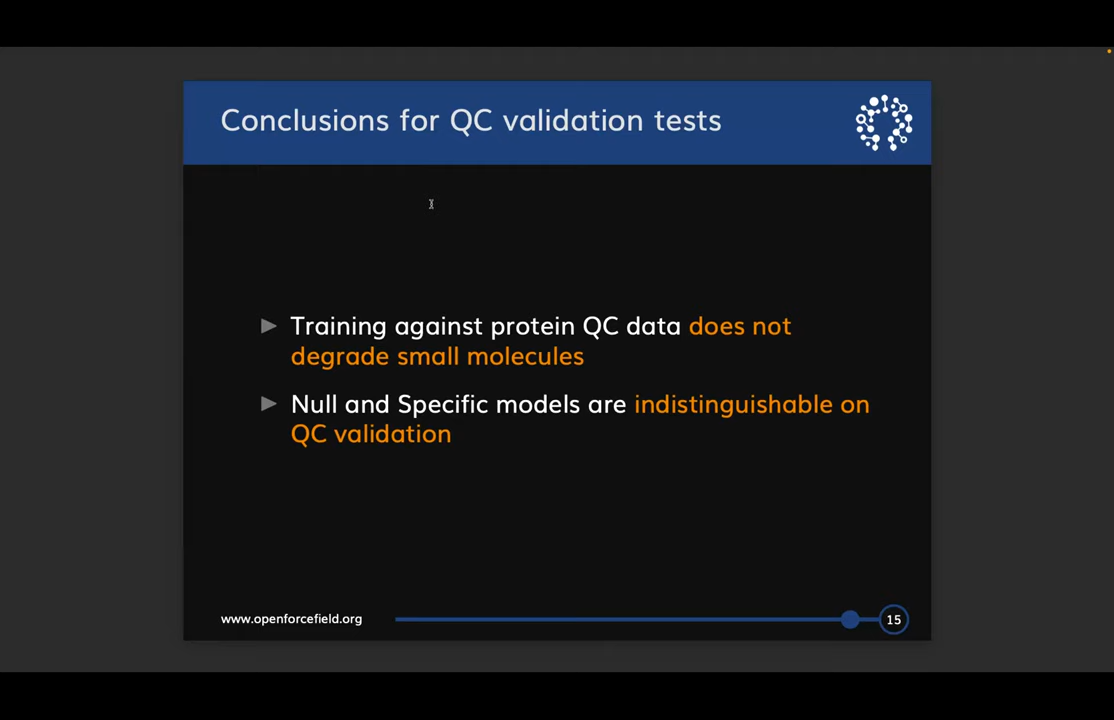 Conclusions for QC validation tests
Training against protein QC data does not
degrade small molecules
Null and Specific models are indistinguishable on
QC validation
www.openforcefield.org
15